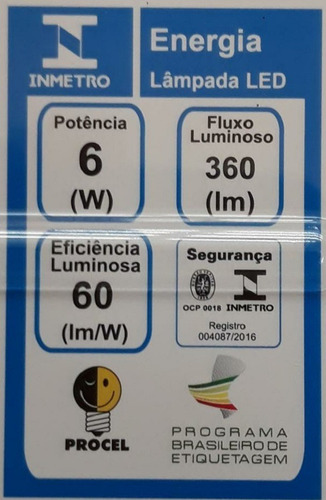 INMETRO
Energia
Lâmpada LED
Potência
6
(W)
Fluxo
Luminoso
360
(lm)
Eficiência
Luminosa
60
(lm/W)
Segurança
OCP 0018 INMETRO
Registro
004087/2016
PROCEL
PROGRAMA
BRASILEIRO DE
ETIQUETAGEM